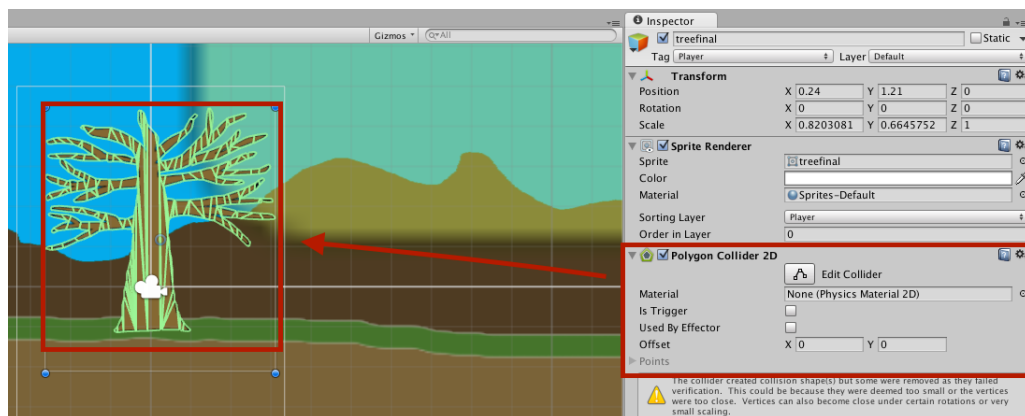 Gizmos
All
Inspector
treefinal
Static
Tag Player Layer Default
Transform
Position X 0.24 Y 1.21 Z 0
Rotation X 0 Y 0 Z 0
Scale X 0.8203081 Y 0.6645752 Z 1
Sprite Renderer
Sprite treefinal
Color
Material Sprites-Default
Sorting Layer Player
Order in Layer 0
Polygon Collider 2D
Edit Collider
Material None (Physics Material 2D)
Is Trigger
Used By Effector
Offset X 0 Y 0
Points
The collider created collision shape(s) but some were removed as they failed
verification. This could be because they were deemed too small or the vertices
were too close. Vertices can also become close under certain rotations or very
small scaling.